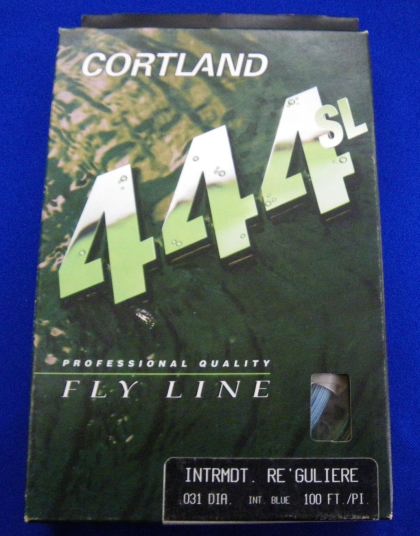 CORTLAND
444SL
PROFESSIONAL QUALITY
FLY LINE
INTRMDT. RE'GULIERE
.031 DIA. INT. BLUE 100 FT./PI.